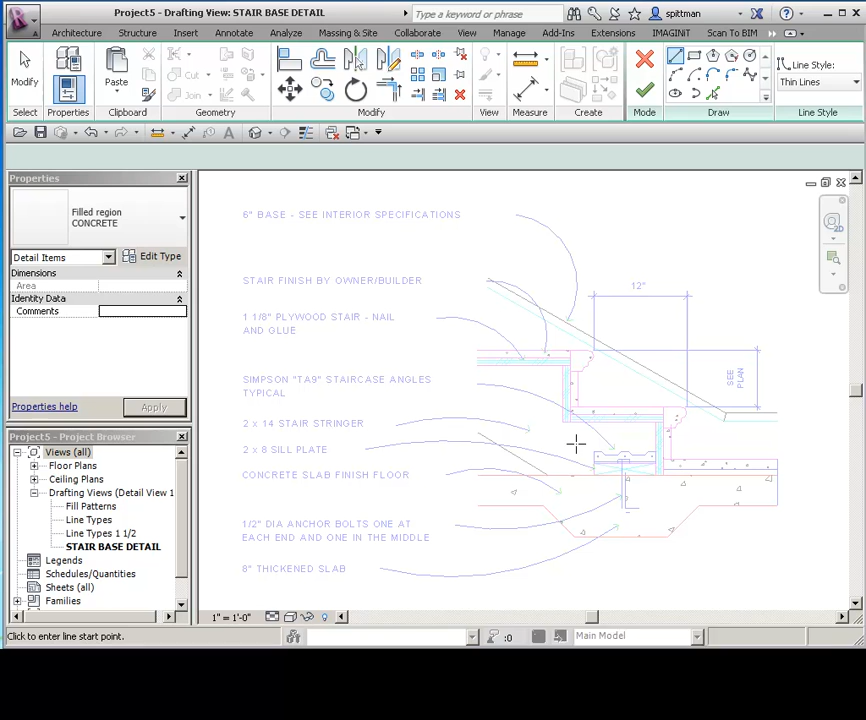 Project5 - Drafting View: STAIR BASE DETAIL
Type a keyword or phrase
spittman
Architecture Structure Insert Annotate Analyze Massing & Site Collaborate View Manage Add-Ins Extensions IMAGINiT Scan To BIM
Modify
Properties
Paste
Cut
Join
Line Style:
Thin Lines
Create
Select Properties Clipboard Geometry Modify View Measure Create Mode Draw Line Style
Properties
Filled region
CONCRETE
Detail Items
Edit Type
Dimensions
Area
Identity Data
Comments
Properties help
Apply
Project5 - Project Browser
Views (all)
Floor Plans
Ceiling Plans
Drafting Views (Detail View 1
Fill Patterns
Line Types
Line Types 1 1/2
STAIR BASE DETAIL
Legends
Schedules/Quantities
Sheets (all)
Families
6" BASE - SEE INTERIOR SPECIFICATIONS
STAIR FINISH BY OWNER/BUILDER
1 1/8" PLYWOOD STAIR - NAIL
AND GLUE
SIMPSON "TA9" STAIRCASE ANGLES
TYPICAL
2 x 14 STAIR STRINGER
2 x 8 SILL PLATE
CONCRETE SLAB FINISH FLOOR
1/2" DIA ANCHOR BOLTS ONE AT
EACH END AND ONE IN THE MIDDLE
8" THICKENED SLAB
12"
SEE
PLAN
2D
1" = 1'-0"
Click to enter line start point.
:0
Main Model